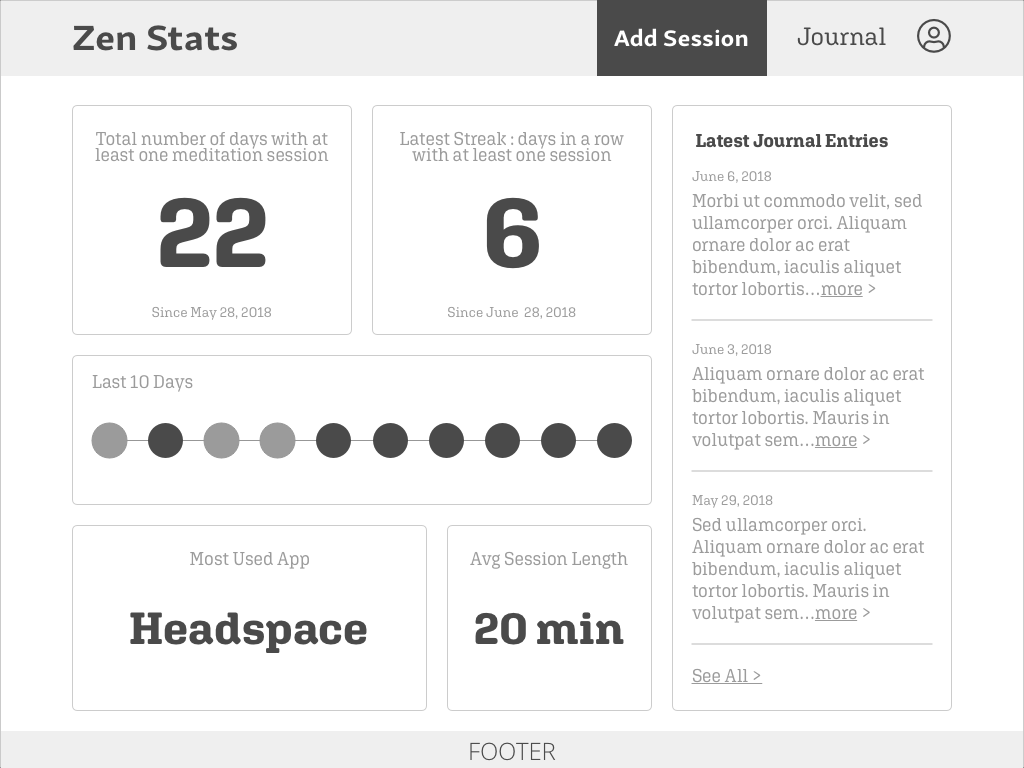 Zen Stats
Add Session
Journal
Total number of days with at
least one meditation session
22
Since May 28, 2018
Latest Streak : days in a row
with at least one session
6
Since June 28, 2018
Last 10 Days
Most Used App
Headspace
Avg Session Length
20 min
Latest Journal Entries
June 6, 2018
Morbi ut commodo velit, sed
ullamcorper orci. Aliquam
ornare dolor ac erat
bibendum, iaculis aliquet
tortor lobortis...more >
June 3, 2018
Aliquam ornare dolor ac erat
bibendum, iaculis aliquet
tortor lobortis. Mauris in
volutpat sem...more >
May 29, 2018
Sed ullamcorper orci.
Aliquam ornare dolor ac erat
bibendum, iaculis aliquet
tortor lobortis. Mauris in
volutpat sem...more >
See All >
FOOTER